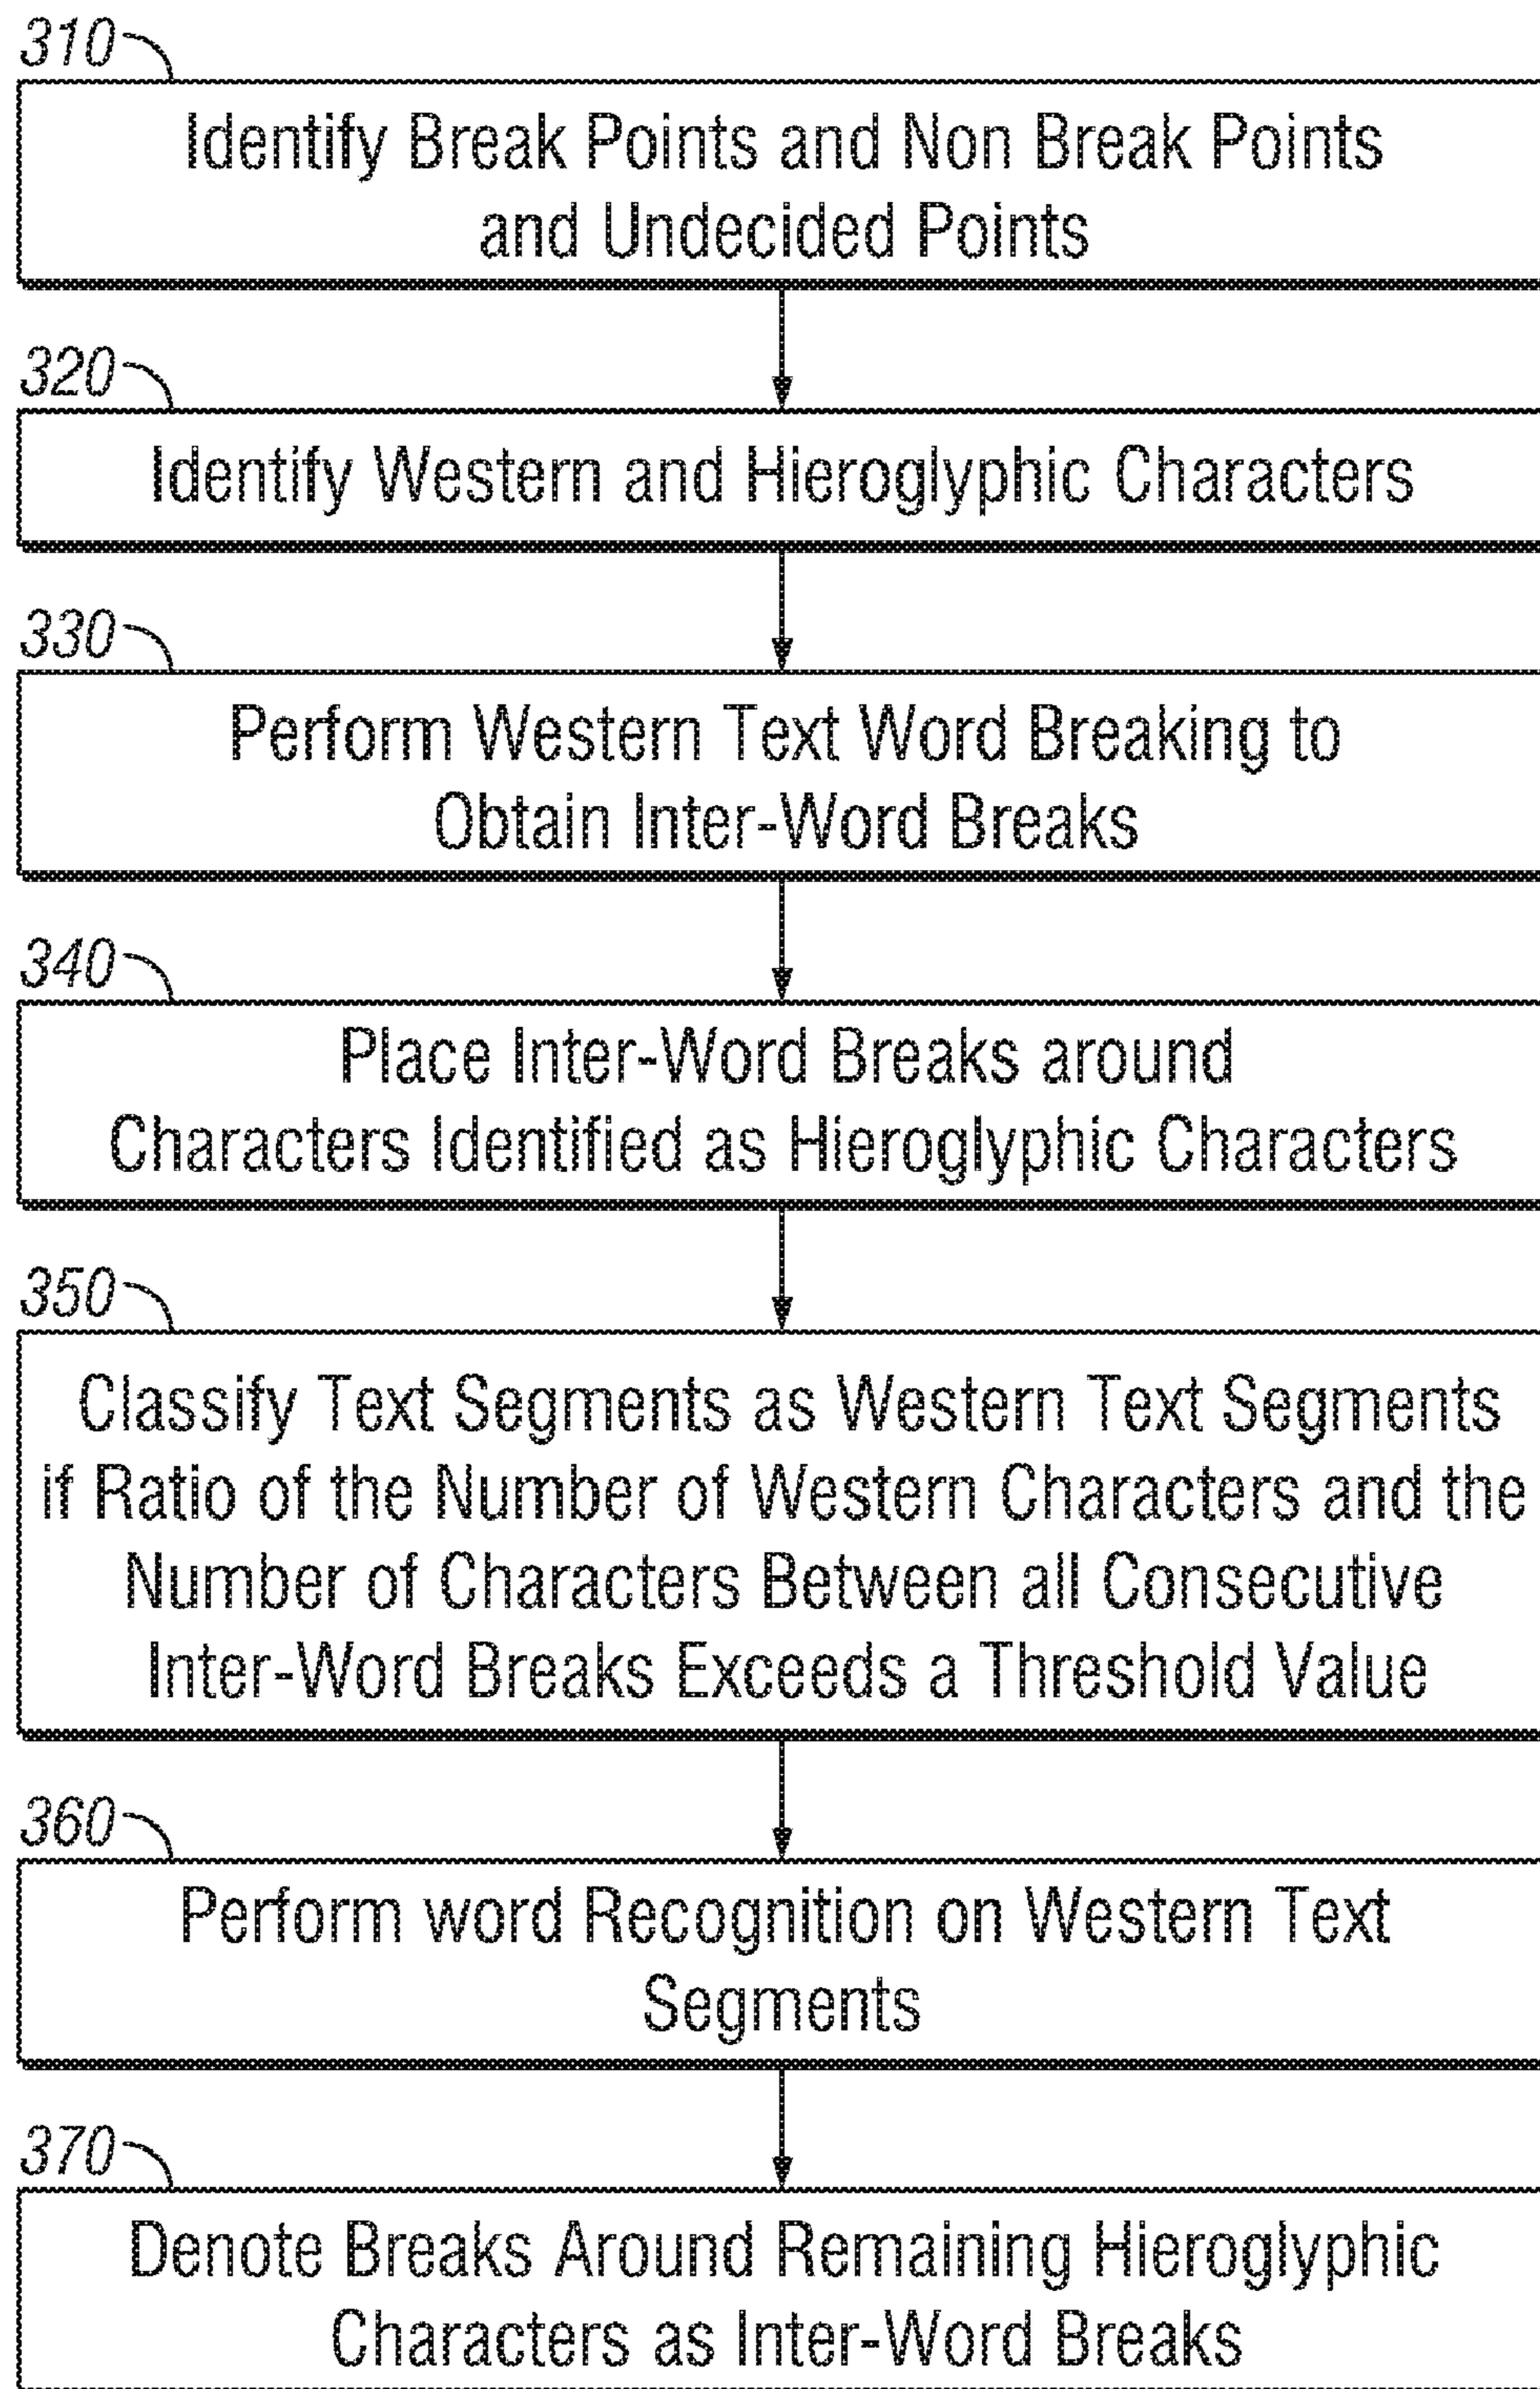 310
Identify Break Points and Non Break Points
and Undecided Points
320
Identify Western and Hieroglyphic Characters
330
Perform Western Text Word Breaking to
Obtain Inter-Word Breaks
340
Place Inter-Word Breaks around
Characters Identified as Hieroglyphic Characters
350
Classify Text Segments as Western Text Segments
if Ratio of the Number of Western Characters and the
Number of Characters Between all Consecutive
Inter-Word Breaks Exceeds a Threshold Value
360
Perform word Recognition on Western Text
Segments
370
Denote Breaks Around Remaining Hieroglyphic
Characters as Inter-Word Breaks